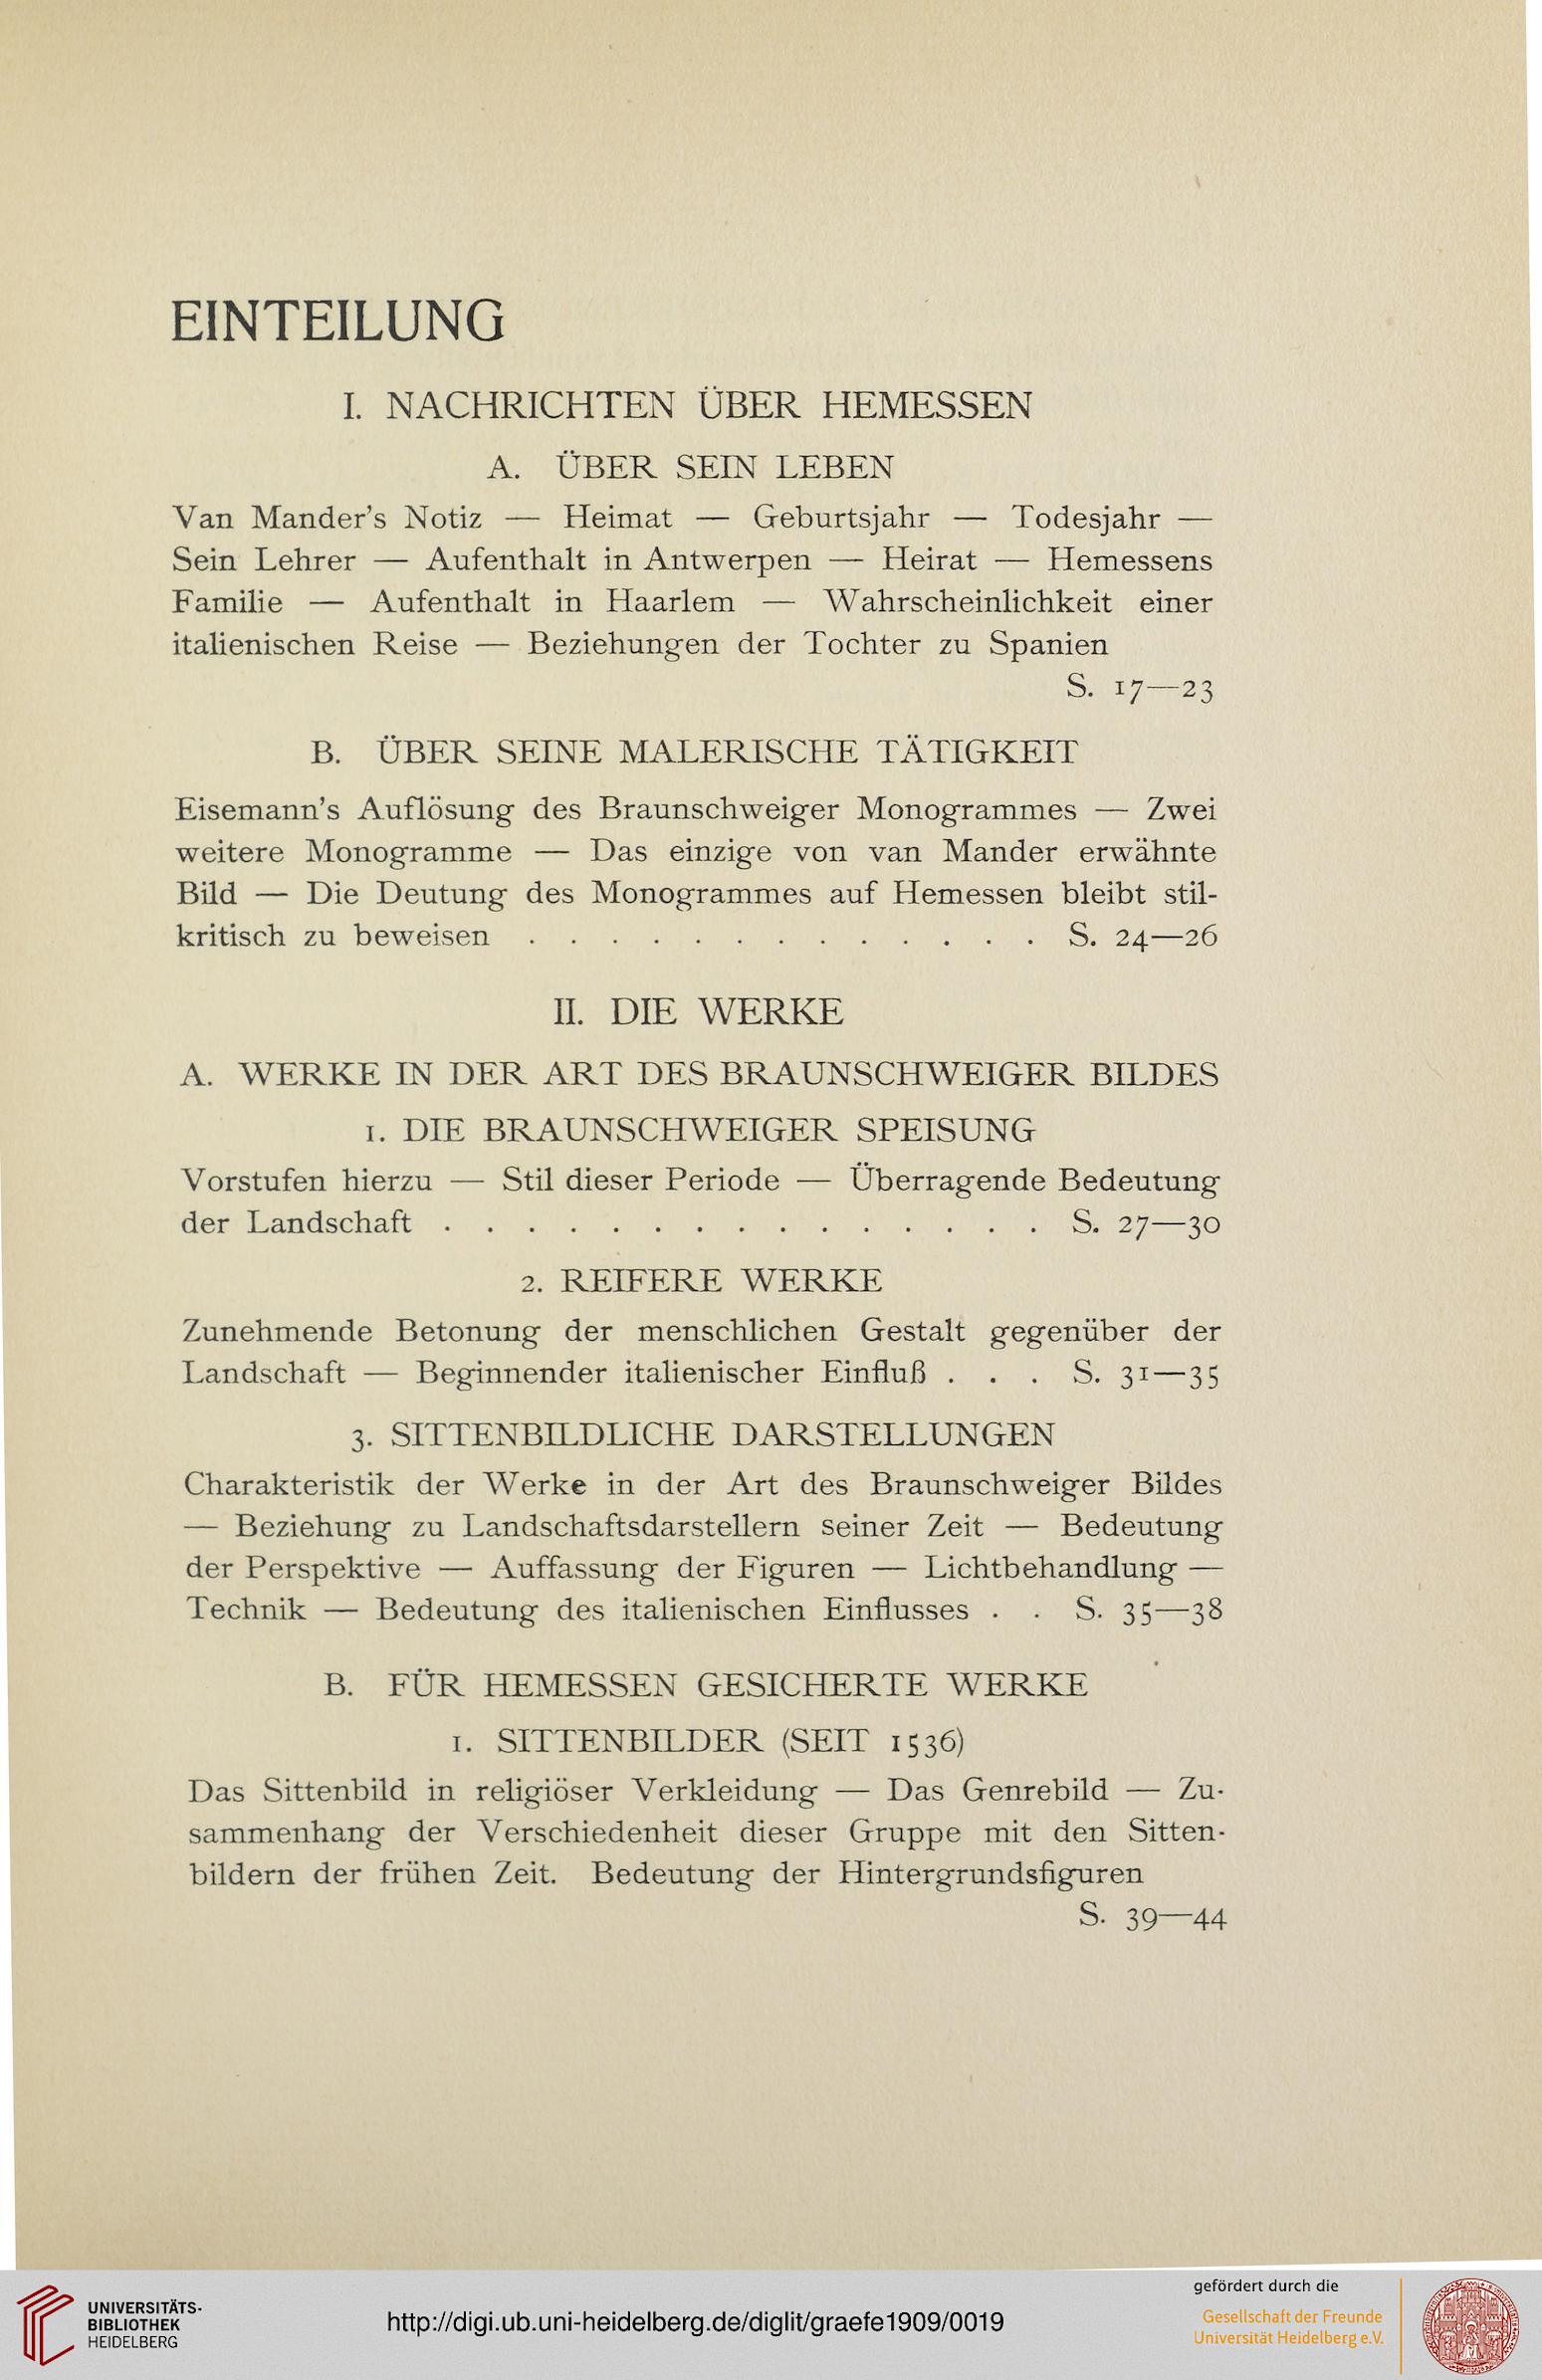 EINTEILUNG
I. NACHRICHTEN ÜBER HEMESSEN
A. ÜBER SEIN LEBEN
Van Mander's Notiz — Heimat — Geburtsjahr — Todesjahr —
Sein Lehrer — Aufenthalt in Antwerpen — Heirat — Hemessens
Familie — Aufenthalt in Haarlem — Wahrscheinlichkeit einer
italienischen Reise — Beziehungen der Tochter zu Spanien
S. 17—23
B. ÜBER SEINE MALERISCHE TÄTIGKEIT
Eisemann's Auflösung des Braunschweiger Monogrammes — Zwei
weitere Monogramme — Das einzige von van Mander erwähnte
Bild — Die Deutung des Monogrammes auf Hemessen bleibt stil-
kritisch zu beweisen . . . . . . . . . . . . . S. 24—26
II. DIE WERKE
A. WERKE IN DER ART DES BRAUNSCHWEIGER BILDES
1. DIE BRAUNSCHWEIGER SPEISUNG
Vorstufen hierzu — Stil dieser Periode — Überragende Bedeutung
der Landschaft . . . . . . . . . . . . . . . S. 27—30
2. REIFERE WERKE
Zunehmende Betonung der menschlichen Gestalt gegenüber der
Landschaft — Beginnender italienischer Einfluß . . . S. 31—35
3. SITTENBILDLICHE DARSTELLUNGEN
Charakteristik der Werke in der Art des Braunschweiger Bildes
— Beziehung zu Landschaftsdarstellern seiner Zeit — Bedeutung
der Perspektive — Auffassung der Figuren — Lichtbehandlung —
Technik — Bedeutung des italienischen Einflusses . . S. 35—38
B. FÜR HEMESSEN GESICHERTE WERKE
1. SITTENBILDER (SEIT 1536)
Das Sittenbild in religiöser Verkleidung — Das Genrebild — Zu-
sammenhang der Verschiedenheit dieser Gruppe mit den Sitten-
bildern der frühen Zeit. Bedeutung der Hintergrundsfiguren
S. 39—44
UNIVERSITÄTS-
BIBLIOTHEK
HEIDELBERG
http://digi.ub.uni-heidelberg.de/diglit/graefe1909/0019
gefördert durch die
Gesellschaft der Freunde
Universität Heidelberg e.V.